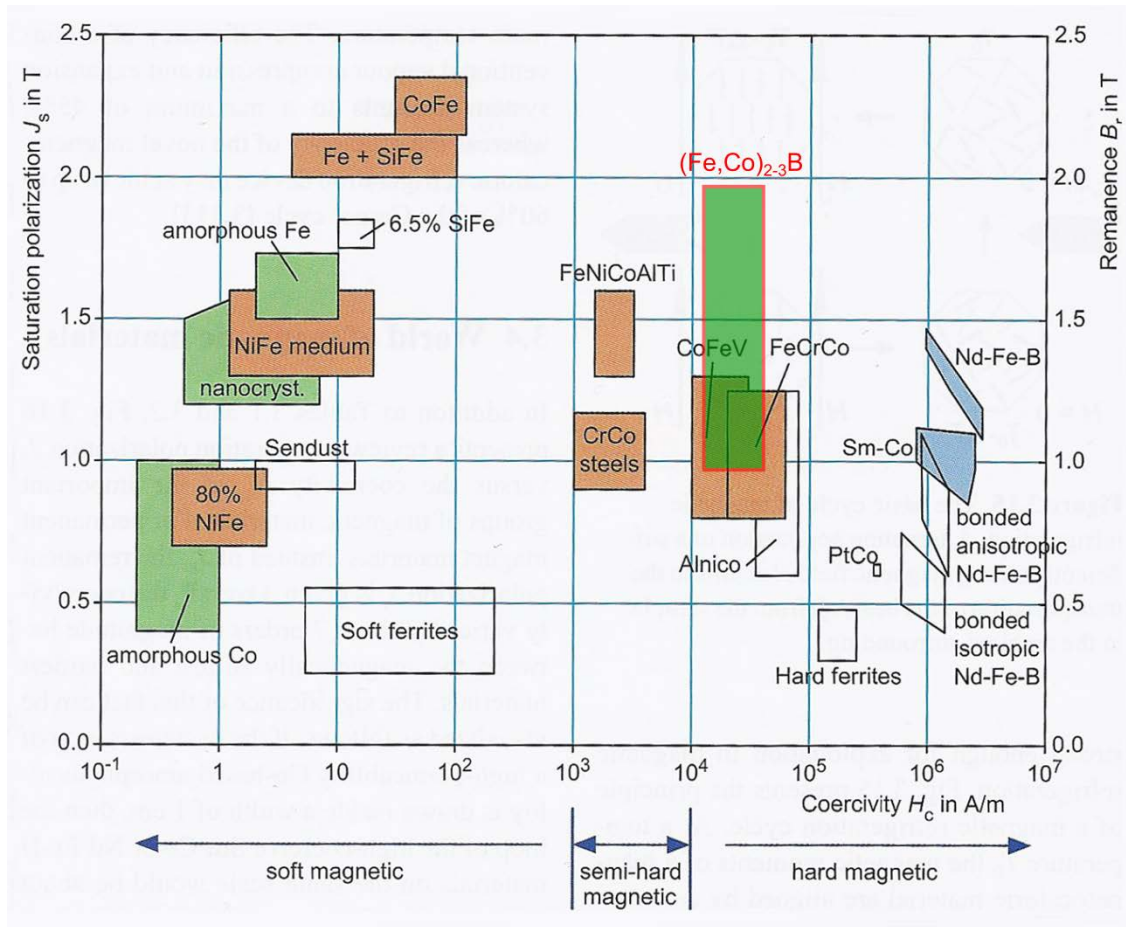 2.5
2.0
1.5
1.0
0.5
0.0
Saturation polarization Js in T
2.5
2.0
1.5
1.0
0.5
0.0
Remanence Br, in T
CoFe
Fe + SiFe
(Fe,Co)2-3B
amorphous Fe
6.5% SiFe
FeNiCoAlTi
NiFe medium
CoFeV
FeCrCo
Nd-Fe-B
nanocryst.
Sendust
CrCo
steels
Sm-Co
80%
NiFe
Alnico
PtCo
bonded
anisotropic
Nd-Fe-B
Soft ferrites
amorphous Co
Hard ferrites
bonded
isotropic
Nd-Fe-B
10-1
100
101
102
103
104
105
106
107
Coercivity Hc in A/m
soft magnetic
semi-hard
magnetic
hard magnetic